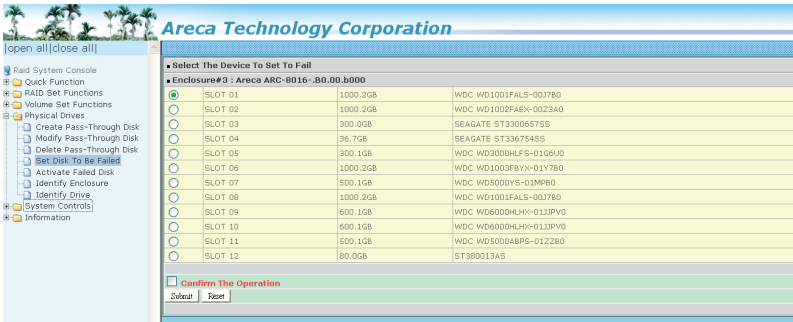 Areca Technology Corporation
|open all|close all|
Raid System Console
Quick Function
RAID Set Functions
Volume Set Functions
Physical Drives
Create Pass-Through Disk
Modify Pass-Through Disk
Delete Pass-Through Disk
Set Disk To Be Failed
Activate Failed Disk
Identify Enclosure
Identify Drive
System Controls
Information
Select The Device To Set To Fail
Enclosure#3 : Areca ARC-8016-.B0.00.b000
SLOT 01 1000.2GB WDC WD1001FALS-00J7B0
SLOT 02 1000.2GB WDC WD1002FAEX-00Z3A0
SLOT 03 300.0GB SEAGATE ST3300657SS
SLOT 04 36.7GB SEAGATE ST336754SS
SLOT 05 300.1GB WDC WD3000HLFS-01G6U0
SLOT 06 1000.2GB WDC WD1003FBYX-01Y7B0
SLOT 07 500.1GB WDC WD5000YS-01MPB0
SLOT 08 1000.2GB WDC WD1001FALS-00J7B0
SLOT 09 600.1GB WDC WD6000HLHX-01JJPV0
SLOT 10 600.1GB WDC WD6000HLHX-01JJPV0
SLOT 11 500.1GB WDC WD5000ABPS-01ZZB0
SLOT 12 80.0GB ST380013AS
Confirm The Operation
Submit Reset